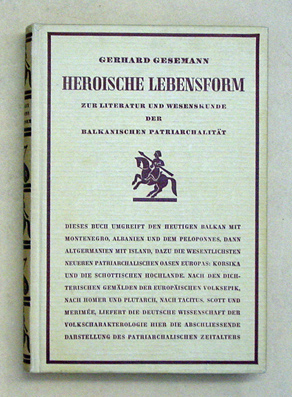 GERHARD GESEMANN
HEROISCHE LEBENSFORM
ZUR LITERATUR UND WESENSKUNDE
DER
BALKANISCHEN PATRIARCHALITÄT
DIESES BUCH UMGREIFT DEN HEUTIGEN BALKAN MIT
MONTENEGRO, ALBANIEN UND DEM PELOPONNES, DANN
ALTGERMANIEN MIT ISLAND, DAZU DIE WESENTLICHSTEN
NEUEREN PATRIARCHALISCHEN OASEN EUROPAS: KORSIKA
UND DIE SCHOTTISCHEN HOCHLANDE. NACH DEN DICH-
TERISCHEN GEMÄLDEN DER EUROPÄISCHEN VOLKSEPIK,
NACH HOMER UND PLUTARCH, NACH TACITUS, SCOTT UND
MERIMÉE, LIEFERT DIE DEUTSCHE WISSENSCHAFT DER
VOLKSCHARAKTEROLOGIE HIER DIE ABSCHLIESSENDE
DARSTELLUNG DES PATRIARCHALISCHEN ZEITALTERS